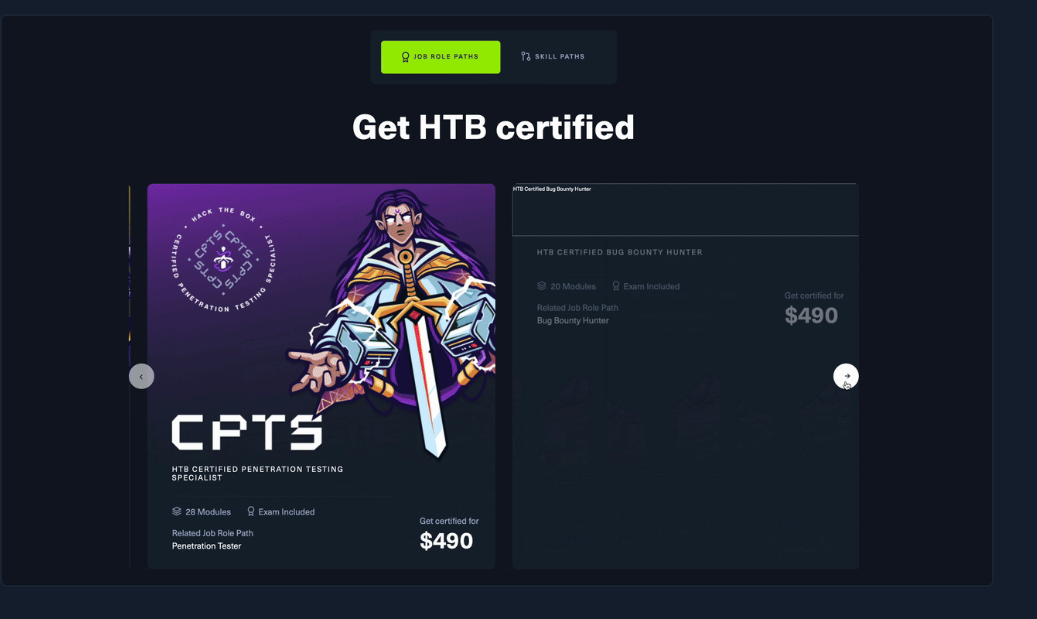 JOB ROLE PATHS
SKILL PATHS
Get HTB certified
HACK THE BOX
CERTIFIED PENETRATION TESTING SPECIALIST
CPTS CPTS
CPTS CPTS
CPTS
HTB CERTIFIED PENETRATION TESTING
SPECIALIST
28 Modules
Exam Included
Related Job Role Path
Penetration Tester
Get certified for
$490
HTB Certified Bug Bounty Hunter
HTB CERTIFIED BUG BOUNTY HUNTER
20 Modules
Exam Included
Related Job Role Path
Bug Bounty Hunter
Get certified for
$490